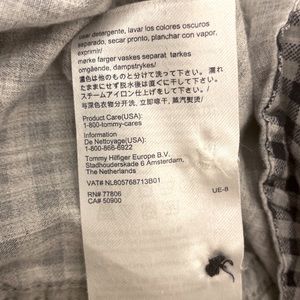 usar detergente, lavar los colores oscuros
separado, secar pronto, planchar con vapor,
exprimir/
make farger vaskes separat tørkes
omgående, dampstrykes/
濃色は他のものと分けて洗って下さい。濡れ
たままにせず脱水後は直ぐに干して下さい。
スチームアイロン仕上げをして下さい。
与深色衣物分开洗, 立即晾干, 蒸汽熨烫/
Product Care(USA):
1-800-tommy-cares
Information
De Nettoyage(USA):
1-800-866-6922
Tommy Hilfiger Europe B.V.
Stadhouderskade 6 Amsterdam,
The Netherlands
VAT# NL805768713B01
RN# 77806
UE-8
CA# 50900